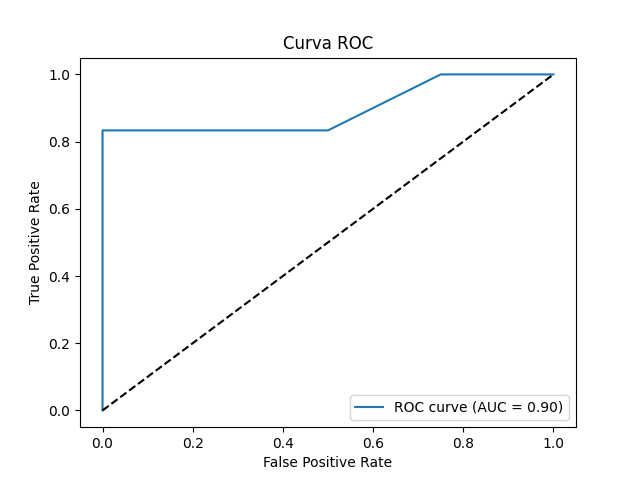 Curva ROC
True Positive Rate
1.0
0.8
0.6
0.4
0.2
0.0
0.0 0.2 0.4 0.6 0.8 1.0
False Positive Rate
ROC curve (AUC = 0.90)